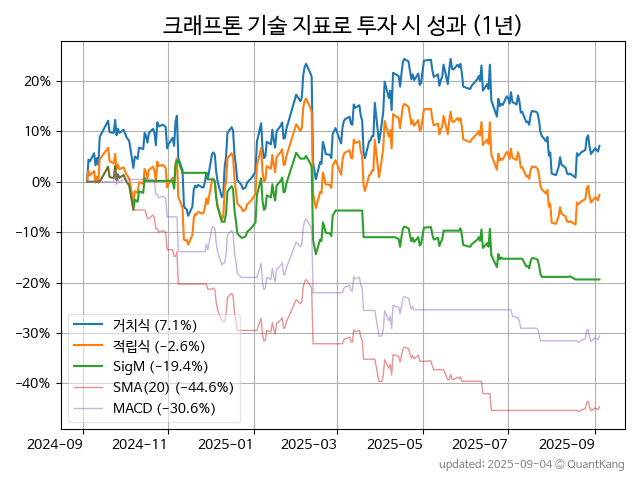 크래프톤 기술 지표로 투자 시 성과 (1년)
20%
10%
0%
−10%
−20%
−30%
−40%
거치식 (7.1%)
적립식 (−2.6%)
SigM (−19.4%)
SMA(20) (−44.6%)
MACD (−30.6%)
2024-09
2024-11
2025-01
2025-03
2025-05
2025-07
2025-09
updated: 2025-09-04 © QuantKang